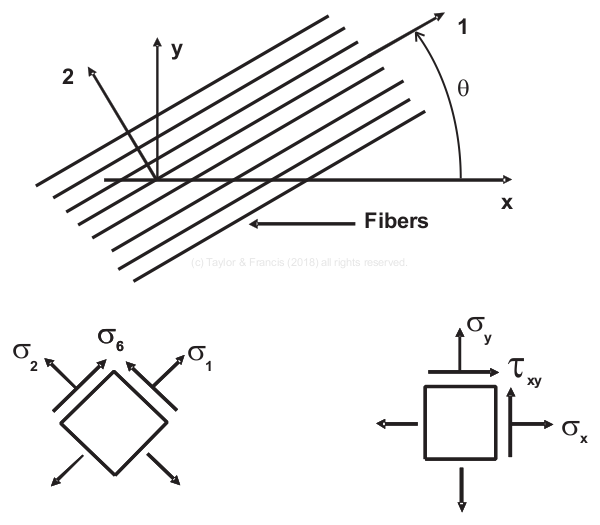 1
y
2
θ
x
Fibers
(c) Taylor & Francis (2018) all rights reserved.
σ2 σ6 σ1
σy
τxy
σx